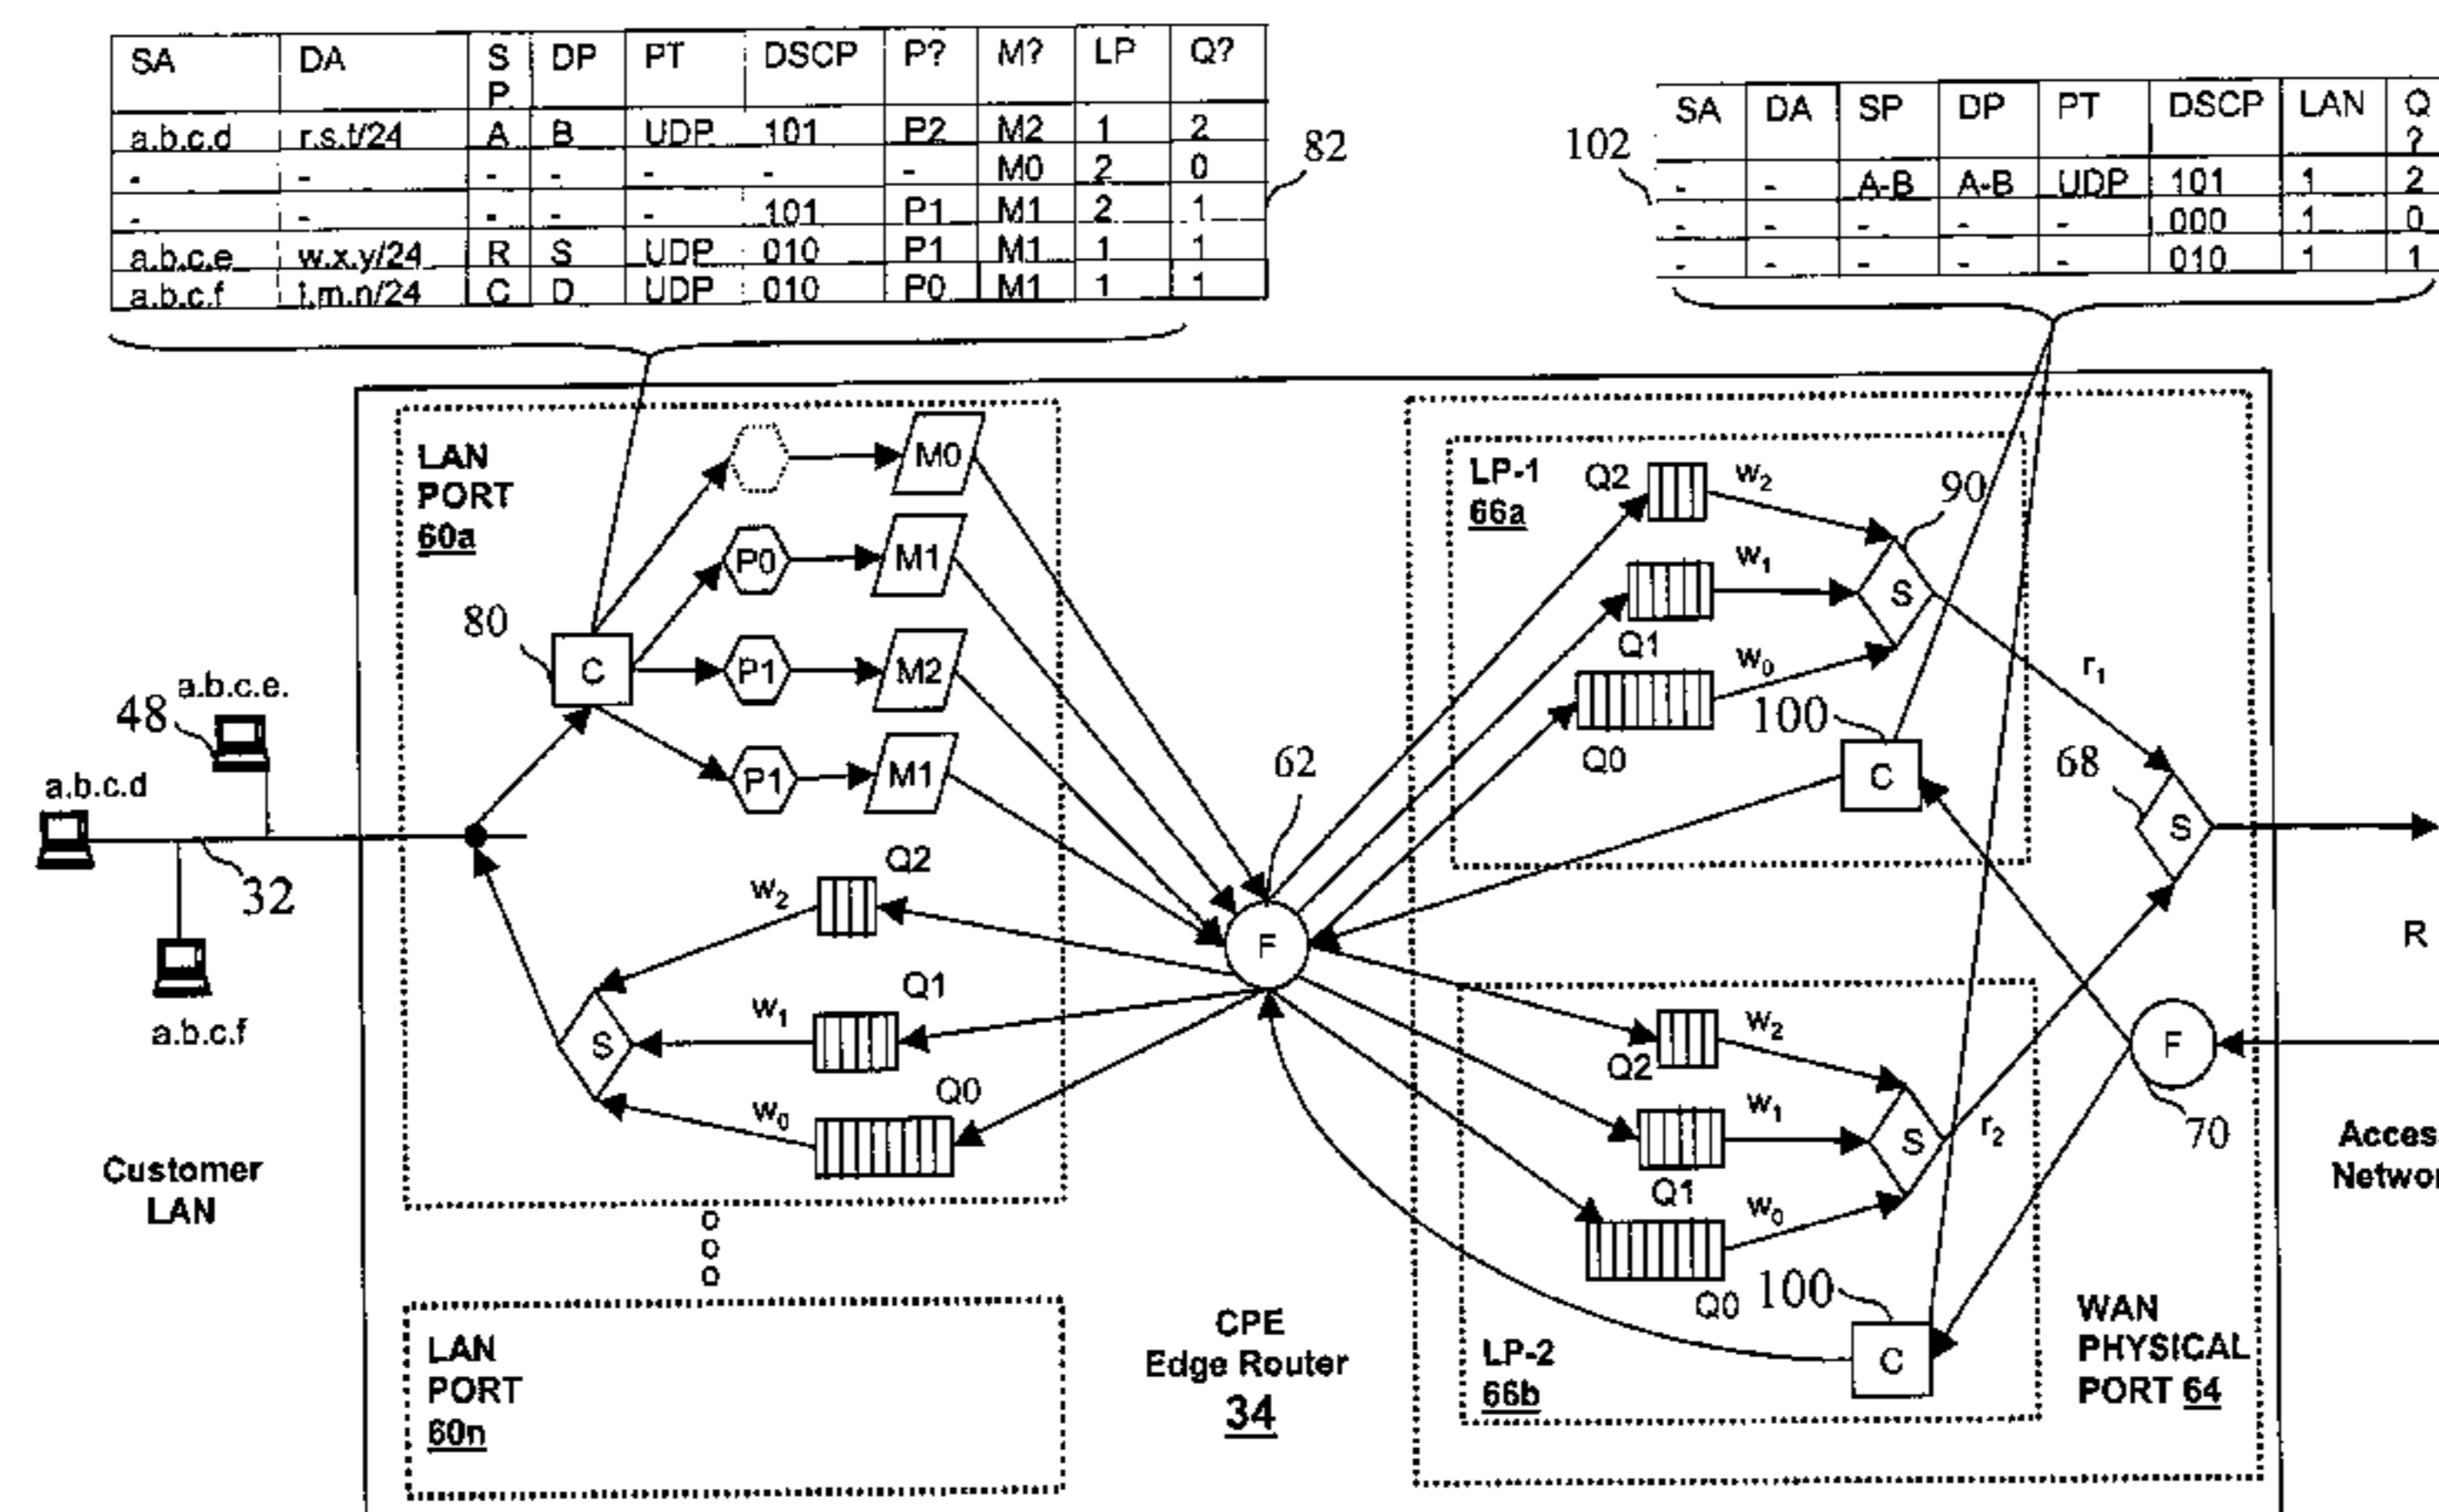 SA DA SP DP PT DSCP P? M? LP Q?
a.b.c.d r.s.t/24 A B UDP 101 P2 M2 1 2
- - - - - - - M0 2 0
- - - - - 101 P1 M1 2 1
a.b.c.e w.x.y/24 R S UDP 010 P1 M1 1 1
a.b.c.f l.m.n/24 C D UDP 010 P0 M1 1 1
82
SA DA SP DP PT DSCP LAN Q?
- - A-B A-B UDP 101 1 2
- - - - - 000 1 0
- - - - - 010 1 1
102
LAN
PORT
60a
M0
P0 M1
80
C
P1 M2
P1 M1
a.b.c.e.
48
a.b.c.d
32
a.b.c.f
Customer
LAN
Q2
w2
Q1
w1
S
Q0
w0
LAN
PORT
60n
62
F
CPE
Edge Router
34
LP-1
66a
Q2 w2
90
w1
S
Q1
w0
Q0
100
C
r1
68
S
R
F
70
Q2 w2
Q1 w1
S
r2
w0
Q0
100
C
LP-2
66b
WAN
PHYSICAL
PORT 64